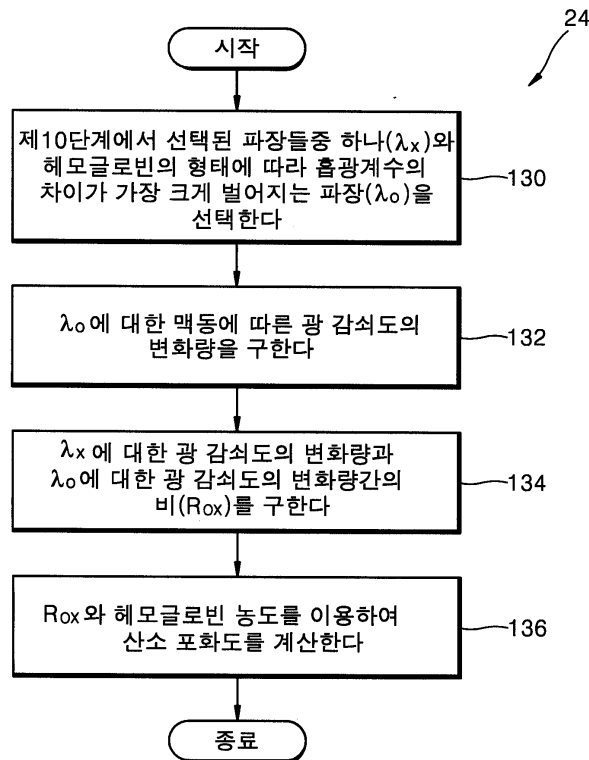 24
시작
제10단계에서 선택된 파장들중 하나(λx)와
헤모글로빈의 형태에 따라 흡광계수의
차이가 가장 크게 벌어지는 파장(λo)을
선택한다
130
λo에 대한 맥동에 따른 광 감쇠도의
변화량을 구한다
132
λx에 대한 광 감쇠도의 변화량과
λo에 대한 광 감쇠도의 변화량간의
비(ROX)를 구한다
134
ROX와 헤모글로빈 농도를 이용하여
산소 포화도를 계산한다
136
종료